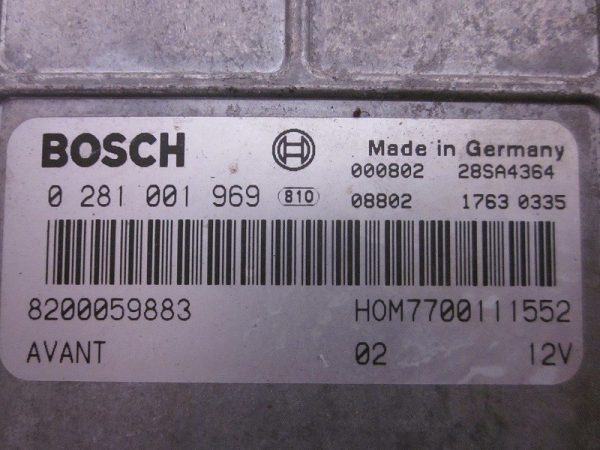 BOSCH Made in Germany
000802 28SA4364
0 281 001 969 810 08802 1763 0335
8200059883 HOM7700111552
AVANT 02 12V